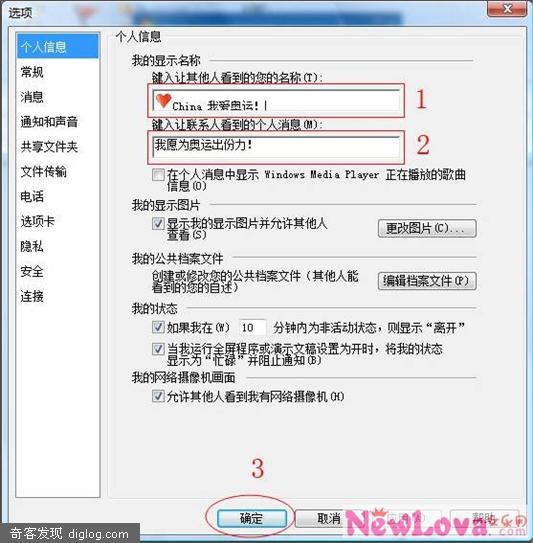 选项
个人信息
常规
消息
通知和声音
共享文件夹
文件传输
电话
选项卡
隐私
安全
连接
个人信息
我的显示名称
键入让其他人看到的您的名称(T):
China 我爱奥运!
1
键入让联系人看到的个人消息(M):
我愿为奥运出份力!
2
在个人消息中显示 Windows Media Player 正在播放的歌曲
信息(O)
我的显示图片
显示我的显示图片并允许其他人
查看(S)
更改图片(C)...
我的公共档案文件
创建或修改您的公共档案文件（其他人能
看到的您的自述）
编辑档案文件(P)
我的状态
如果我在(W) 10 分钟内为非活动状态，则显示“离开”
当我运行全屏程序或演示文稿设置为开时，将我的状态
显示为“忙碌”并阻止通知(B)
我的网络摄像机画面
允许其他人看到我有网络摄像机(H)
3
确定
取消
应用(A)
帮助
NewLova.com
奇客发现 diglog.com